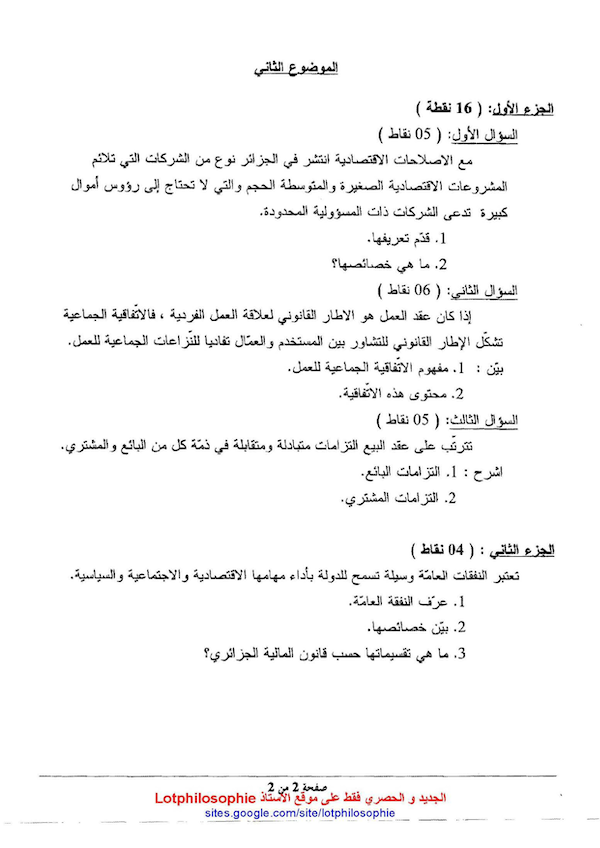 الموضوع الثاني
الجزء الأول: ( 16 نقطة )
السؤال الأول: ( 05 نقاط )
مع الاصلاحات الاقتصادية انتشر في الجزائر نوع من الشركات التي تلائم
المشروعات الاقتصادية الصغيرة والمتوسطة الحجم والتي لا تحتاج إلى رؤوس أموال
كبيرة تدعى الشركات ذات المسؤولية المحدودة.
1. قدّم تعريفها.
2. ما هي خصائصها؟
السؤال الثاني: ( 06 نقاط )
إذا كان عقد العمل هو الاطار القانوني لعلاقة العمل الفردية ، فالاتّفاقية الجماعية
تشكّل الإطار القانوني للتشاور بين المستخدم والعمّال تفاديا للنّزاعات الجماعية للعمل.
بيّن : 1. مفهوم الاتّفاقية الجماعية للعمل.
2. محتوى هذه الاتّفاقية.
السؤال الثالث: ( 05 نقاط )
تترتّب على عقد البيع التزامات متبادلة ومتقابلة في ذمّة كل من البائع والمشتري.
اشرح : 1. التزامات البائع.
2. التزامات المشتري.
الجزء الثاني : ( 04 نقاط )
تعتبر النفقات العامّة وسيلة تسمح للدولة بأداء مهامها الاقتصادية والاجتماعية والسياسية.
1. عرّف النفقة العامّة.
2. بيّن خصائصها.
3. ما هي تقسيماتها حسب قانون المالية الجزائري؟
صفحة 2 من 2
الجديد و الحصري فقط على موقع الأستاذ Lotphilosophie
sites.google.com/site/lotphilosophie